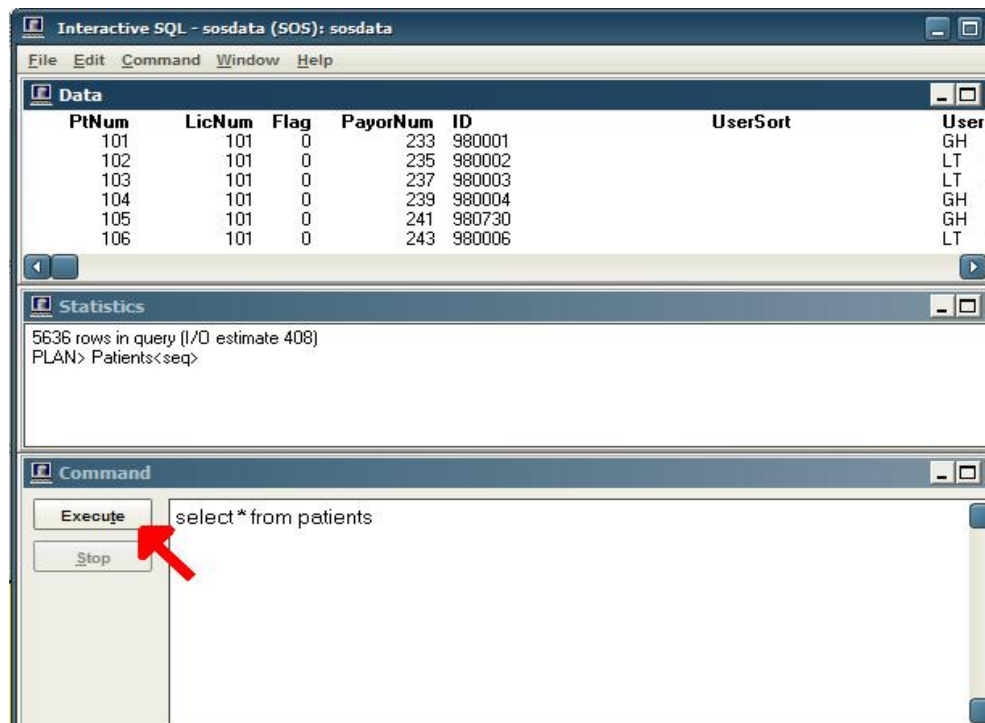 Interactive SQL - sosdata (SOS): sosdata
File Edit Command Window Help
Data
PtNum LicNum Flag PayorNum ID UserSort User
101 101 0 233 980001 GH
102 101 0 235 980002 LT
103 101 0 237 980003 LT
104 101 0 239 980004 GH
105 101 0 241 980730 GH
106 101 0 243 980006 LT
Statistics
5636 rows in query (I/O estimate 408)
PLAN> Patients<seq>
Command
Execute
select * from patients
Stop